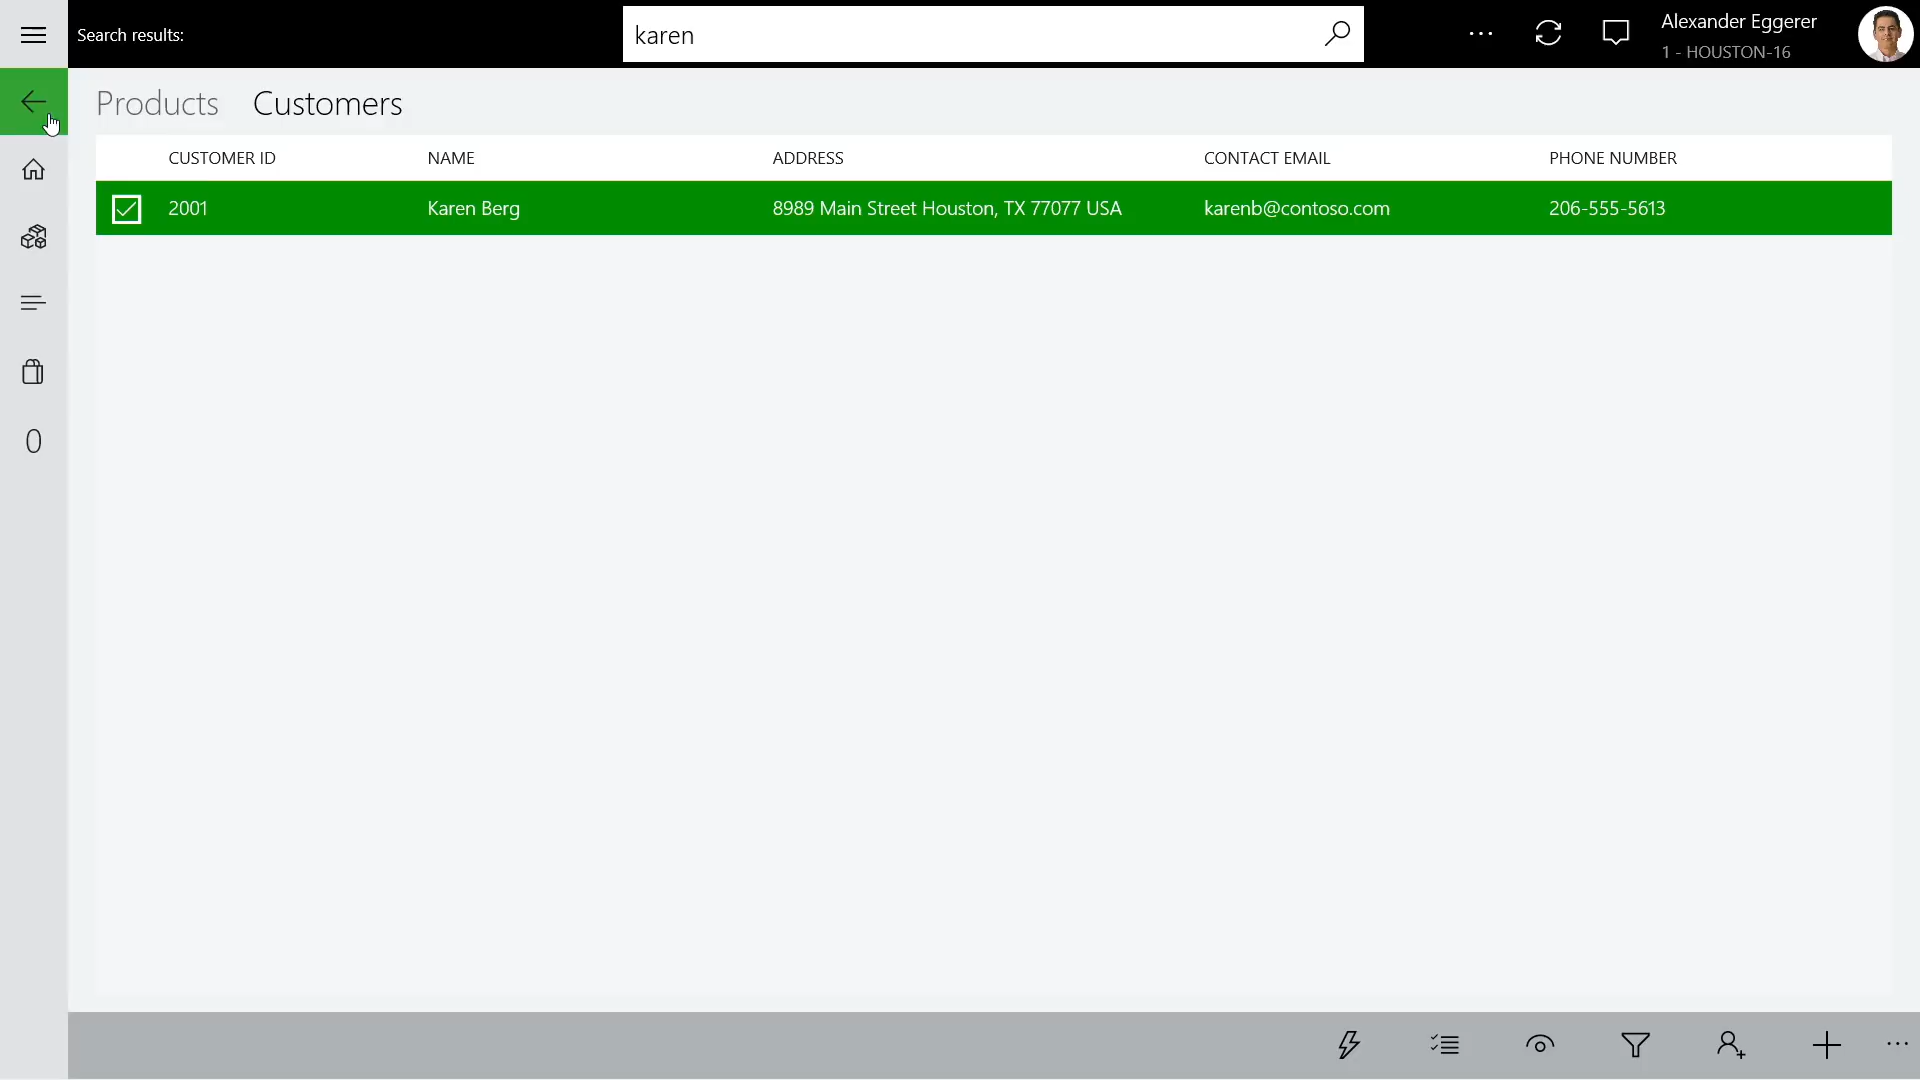 Search results:
karen
Alexander Eggerer
1 - HOUSTON-16
Products Customers
CUSTOMER ID NAME ADDRESS CONTACT EMAIL PHONE NUMBER
2001 Karen Berg 8989 Main Street Houston, TX 77077 USA karenb@contoso.com 206-555-5613
0